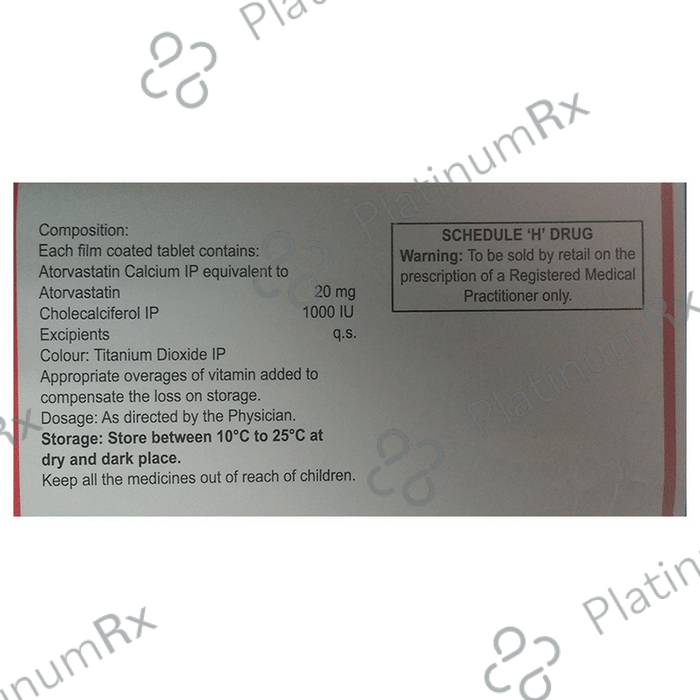 Composition:
Each film coated tablet contains:
Atorvastatin Calcium IP equivalent to
Atorvastatin 20 mg
Cholecalciferol IP 1000 IU
Excipients q.s.
Colour: Titanium Dioxide IP
Appropriate overages of vitamin added to
compensate the loss on storage.
Dosage: As directed by the Physician.
Storage: Store between 10°C to 25°C at
dry and dark place.
Keep all the medicines out of reach of children.
SCHEDULE 'H' DRUG
Warning: To be sold by retail on the
prescription of a Registered Medical
Practitioner only.
Platin
PlatinumRx
PlatinumRx
Rx
tinumRx
Platinu